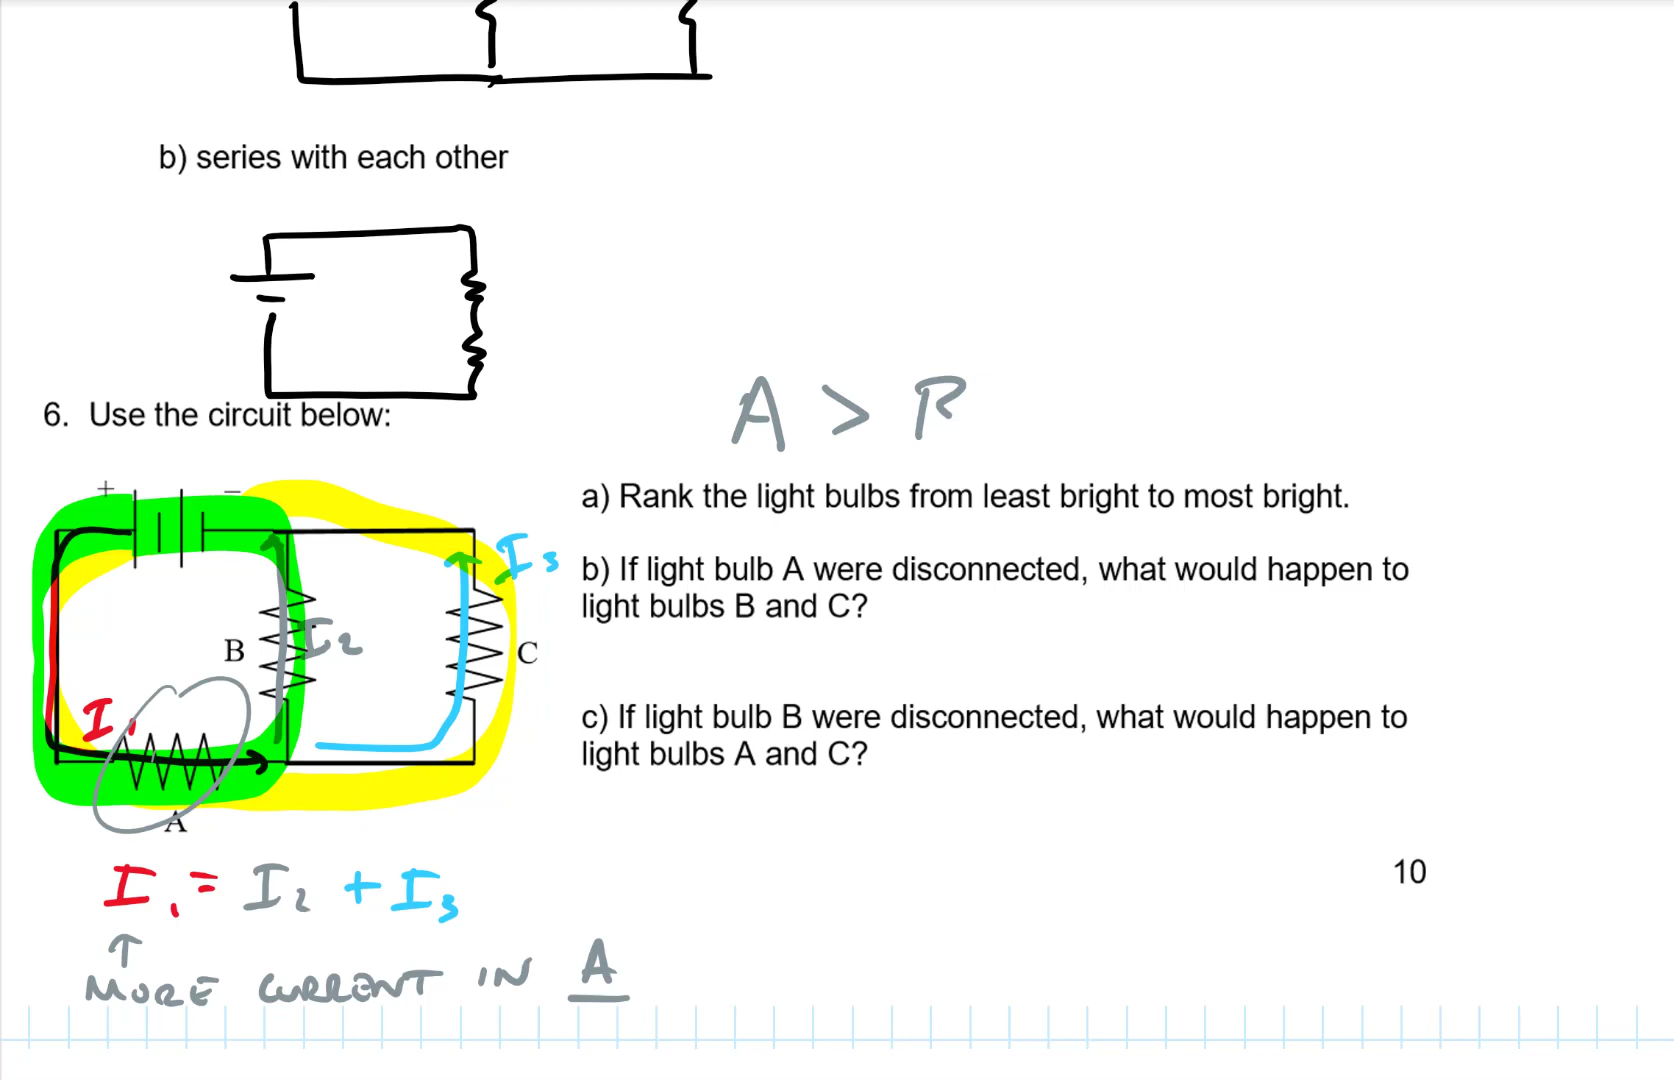 b) series with each other
6. Use the circuit below:
A > P
a) Rank the light bulbs from least bright to most bright.
+ −
I3
b) If light bulb A were disconnected, what would happen to
light bulbs B and C?
B I2 C
I1
c) If light bulb B were disconnected, what would happen to
light bulbs A and C?
A
I1 = I2 + I3
10
↑
MORE CURRENT IN A